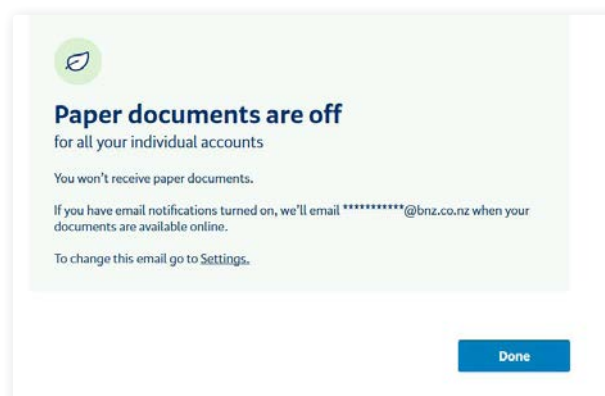 Paper documents are off
for all your individual accounts
You won't receive paper documents.
If you have email notifications turned on, we'll email ***********@bnz.co.nz when your
documents are available online.
To change this email go to Settings.
Done